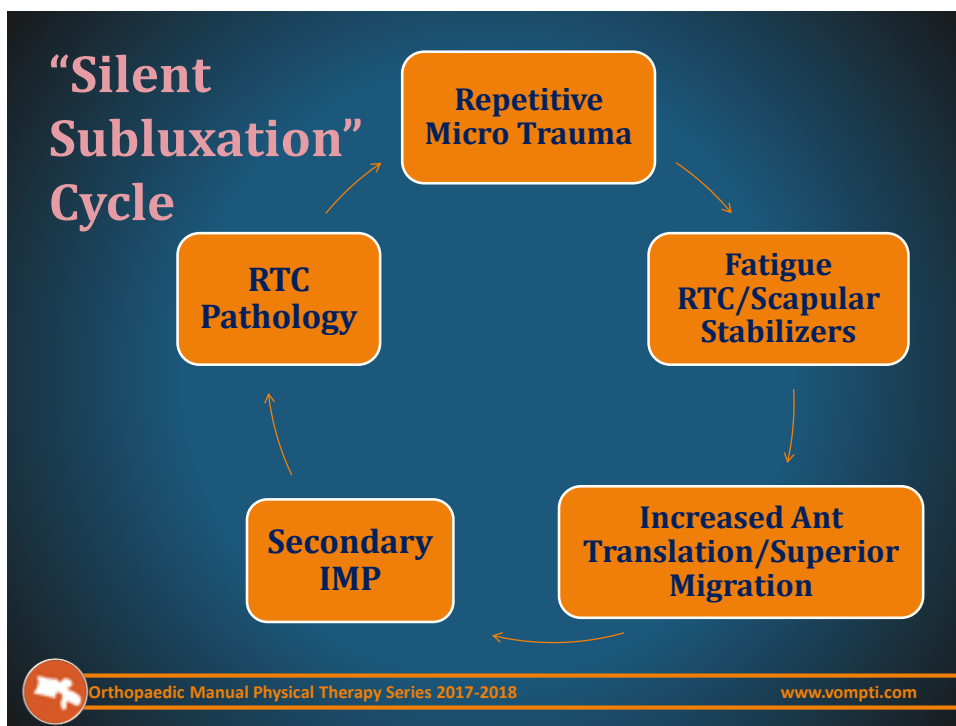 “Silent
Subluxation”
Cycle
Repetitive
Micro Trauma
Fatigue
RTC/Scapular
Stabilizers
Increased Ant
Translation/Superior
Migration
Secondary
IMP
RTC
Pathology
Orthopaedic Manual Physical Therapy Series 2017-2018
www.vompti.com